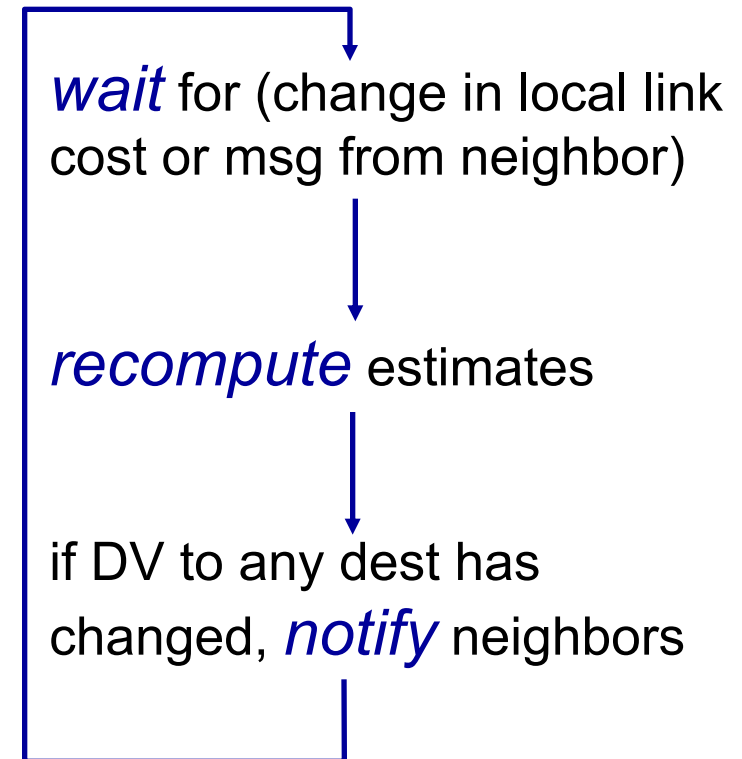 wait for (change in local link
cost or msg from neighbor)
recompute estimates
if DV to any dest has
changed, notify neighbors